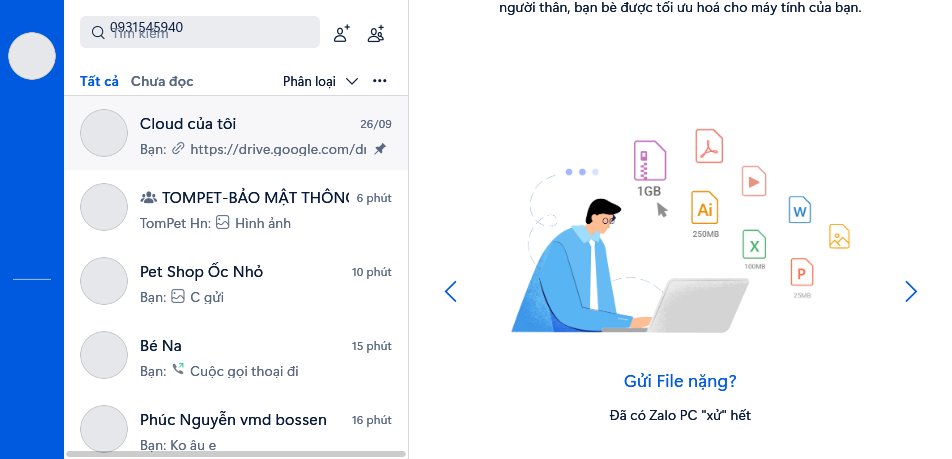 người thân, bạn bè được tối ưu hoá cho máy tính của bạn.
0931545940
Tìm kiếm
Tất cả Chưa đọc Phân loại
Cloud của tôi 26/09
Bạn: https://drive.google.com/dr
TOMPET-BẢO MẬT THÔNG 6 phút
TomPet Hn: Hình ảnh
Pet Shop Ốc Nhỏ 10 phút
Bạn: C gửi
Bé Na 15 phút
Bạn: Cuộc gọi thoại đi
Phúc Nguyễn vmd bossen 16 phút
Bạn: Ko âu e
1GB
Ai
250MB
W
X
100MB
P
25MB
Gửi File nặng?
Đã có Zalo PC "xử" hết